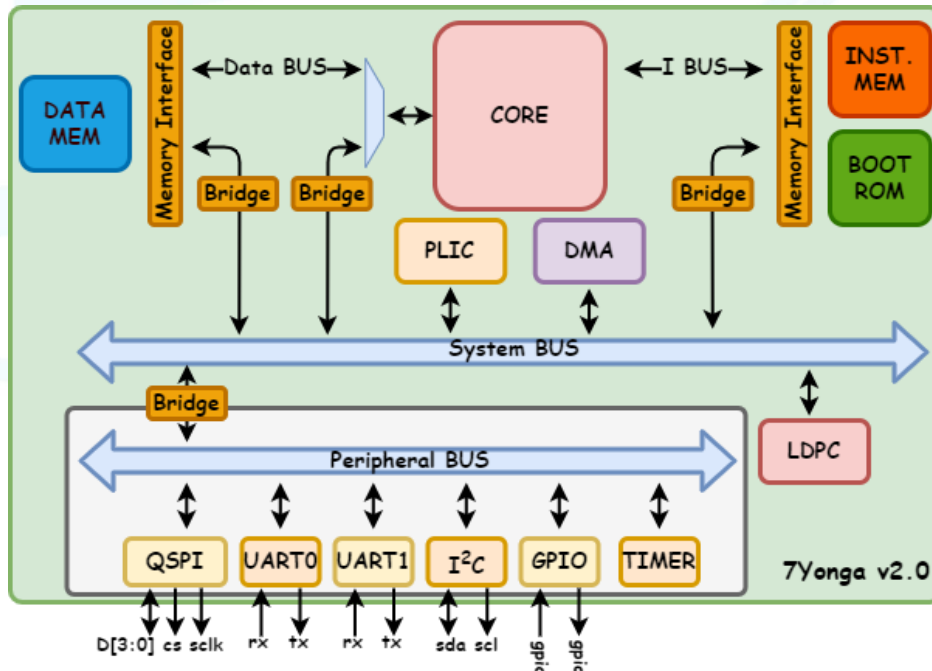 DATA
MEM
Memory Interface
Data BUS
CORE
I BUS
Memory Interface
INST.
MEM
BOOT
ROM
Bridge
Bridge
Bridge
PLIC
DMA
System BUS
Bridge
Peripheral BUS
LDPC
QSPI
UART0
UART1
I²C
GPIO
TIMER
7Yonga v2.0
D[3:0] cs sclk
rx tx
rx tx
sda scl